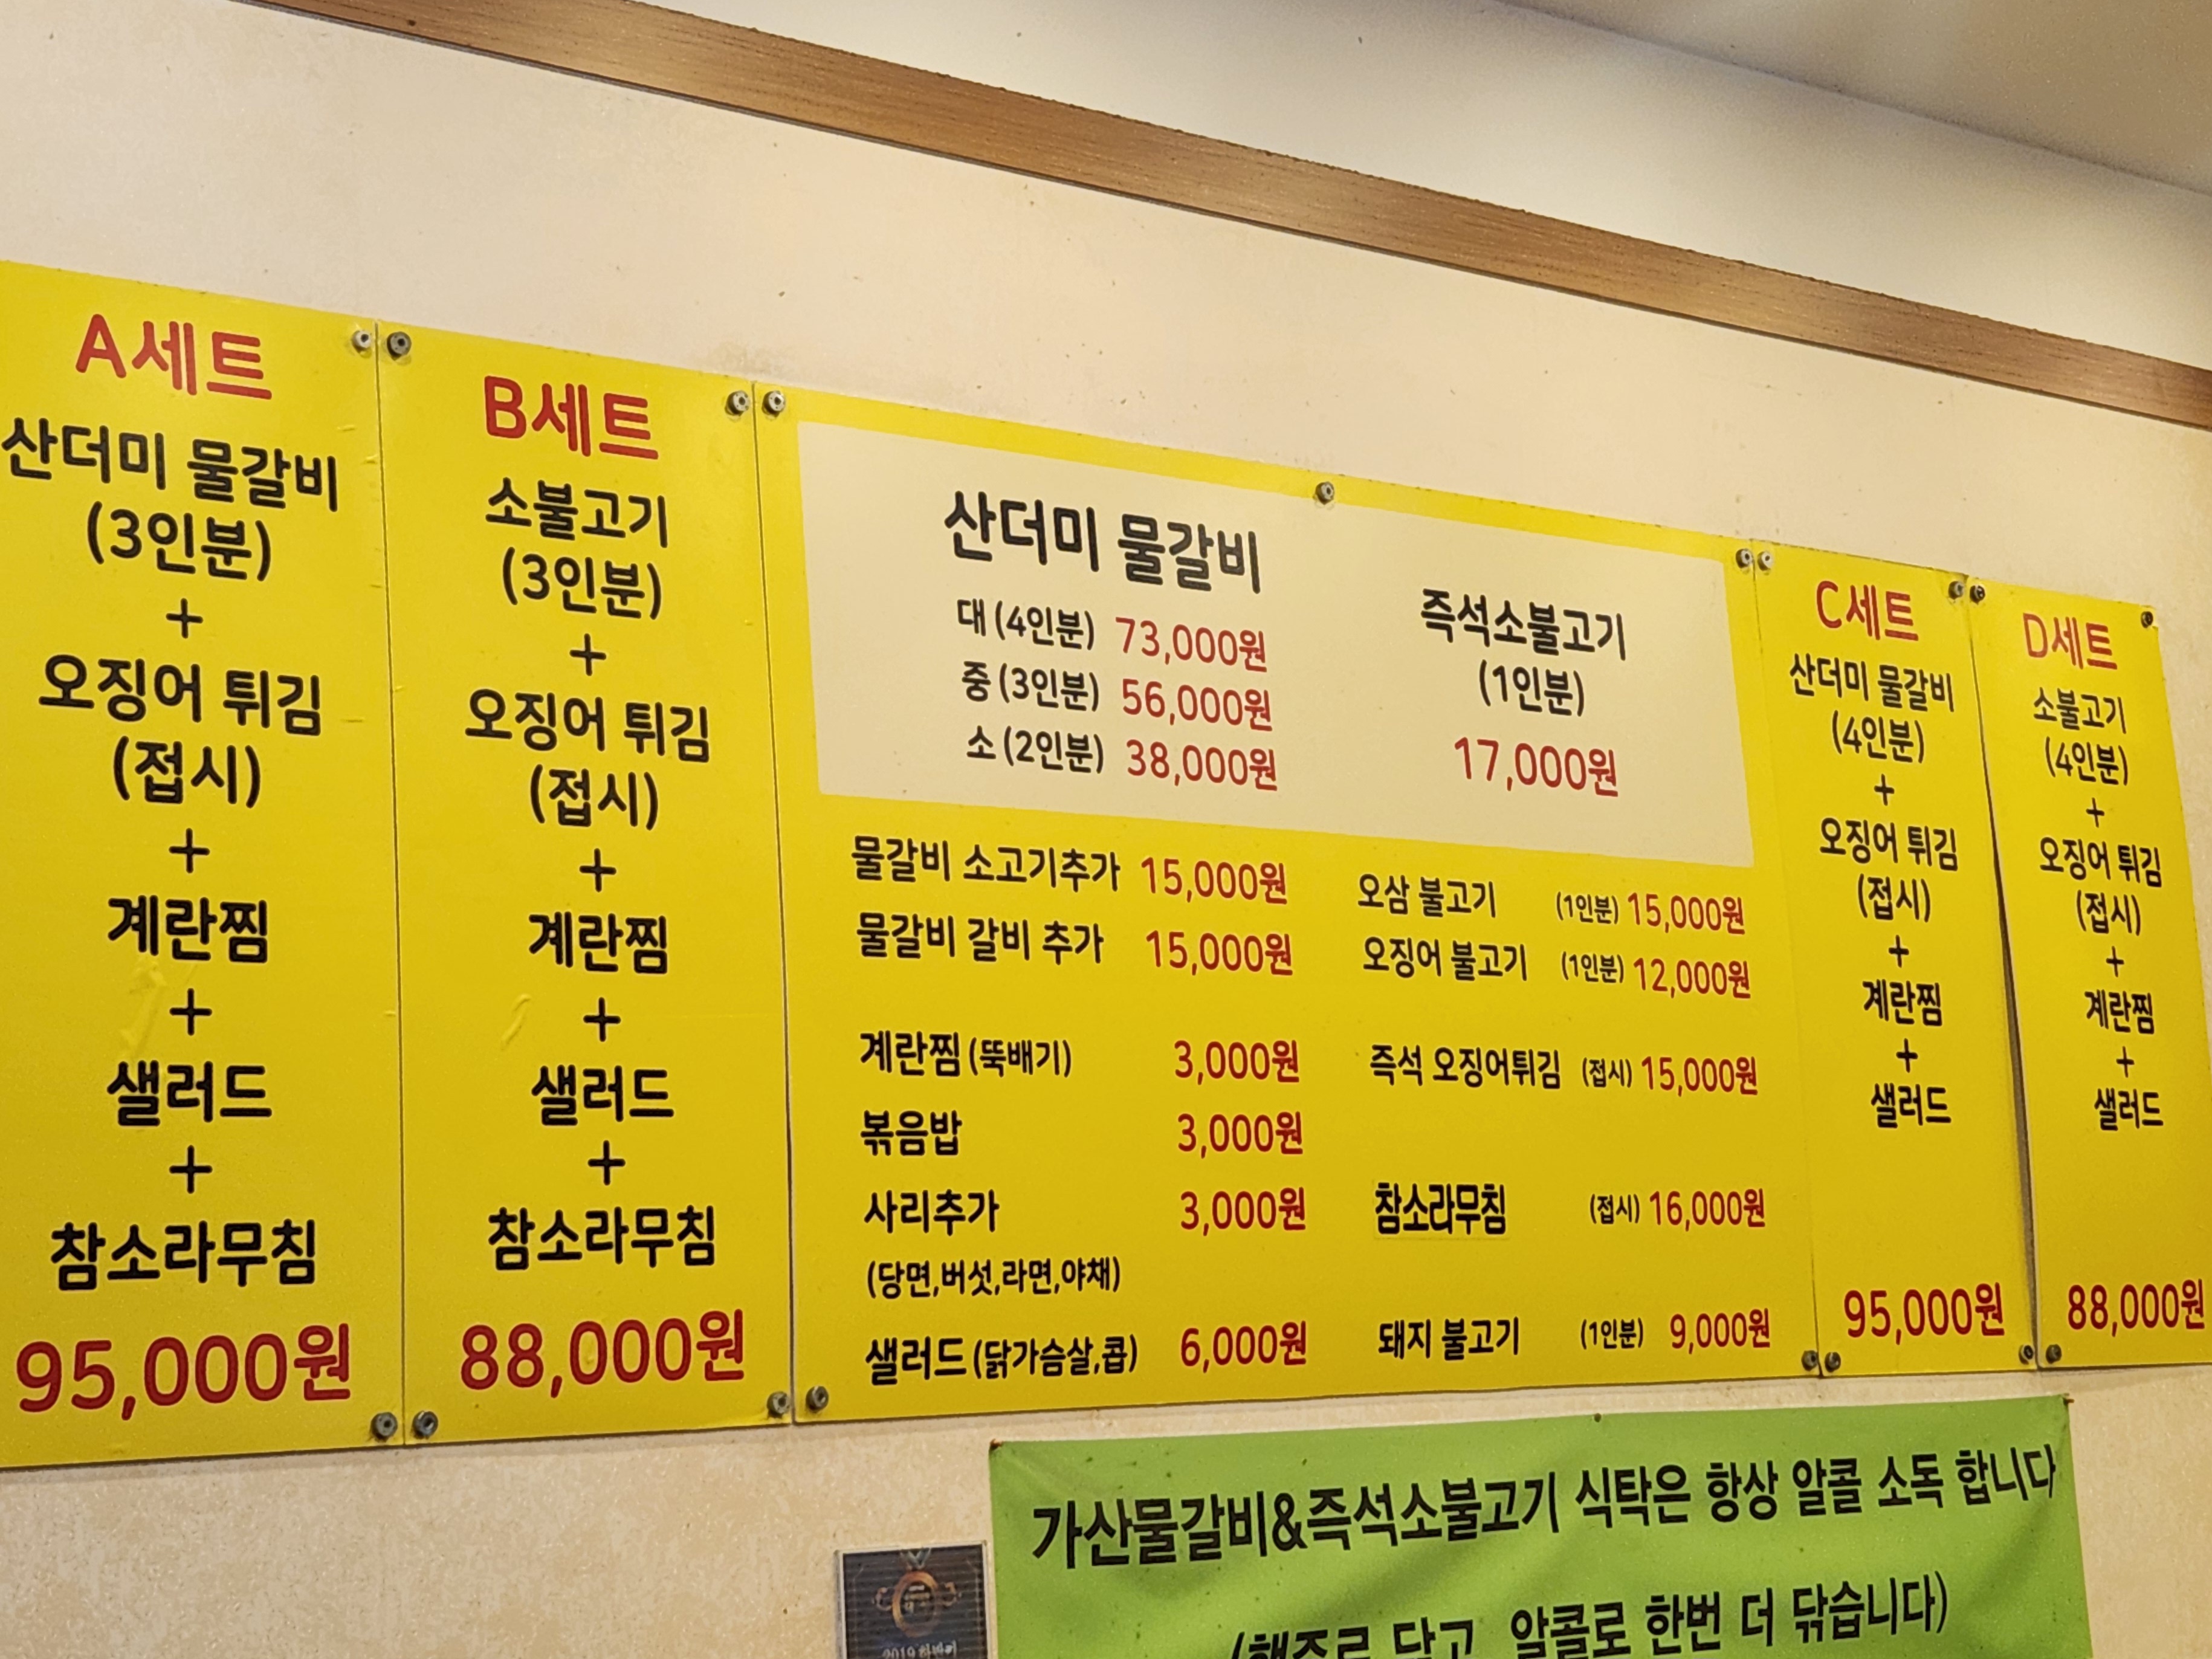 A세트
산더미 물갈비
(3인분)
+
오징어 튀김
(접시)
+
계란찜
+
샐러드
+
참소라무침
95,000원
B세트
소불고기
(3인분)
+
오징어 튀김
(접시)
+
계란찜
+
샐러드
+
참소라무침
88,000원
산더미 물갈비
대 (4인분) 73,000원
중 (3인분) 56,000원
소 (2인분) 38,000원
즉석소불고기
(1인분)
17,000원
물갈비 소고기추가 15,000원
물갈비 갈비 추가 15,000원
계란찜 (뚝배기) 3,000원
볶음밥 3,000원
사리추가 3,000원
(당면,버섯,라면,야채)
샐러드 (닭가슴살,콥) 6,000원
오삼 불고기 (1인분) 15,000원
오징어 불고기 (1인분) 12,000원
즉석 오징어튀김 (접시) 15,000원
참소라무침 (접시) 16,000원
돼지 불고기 (1인분) 9,000원
C세트
산더미 물갈비
(4인분)
+
오징어 튀김
(접시)
+
계란찜
+
샐러드
95,000원
D세트
소불고기
(4인분)
+
오징어 튀김
(접시)
+
계란찜
+
샐러드
88,000원
가산물갈비&즉석소불고기 식탁은 항상 알콜 소독 합니다
(행주로 닦고, 알콜로 한번 더 닦습니다)
2019